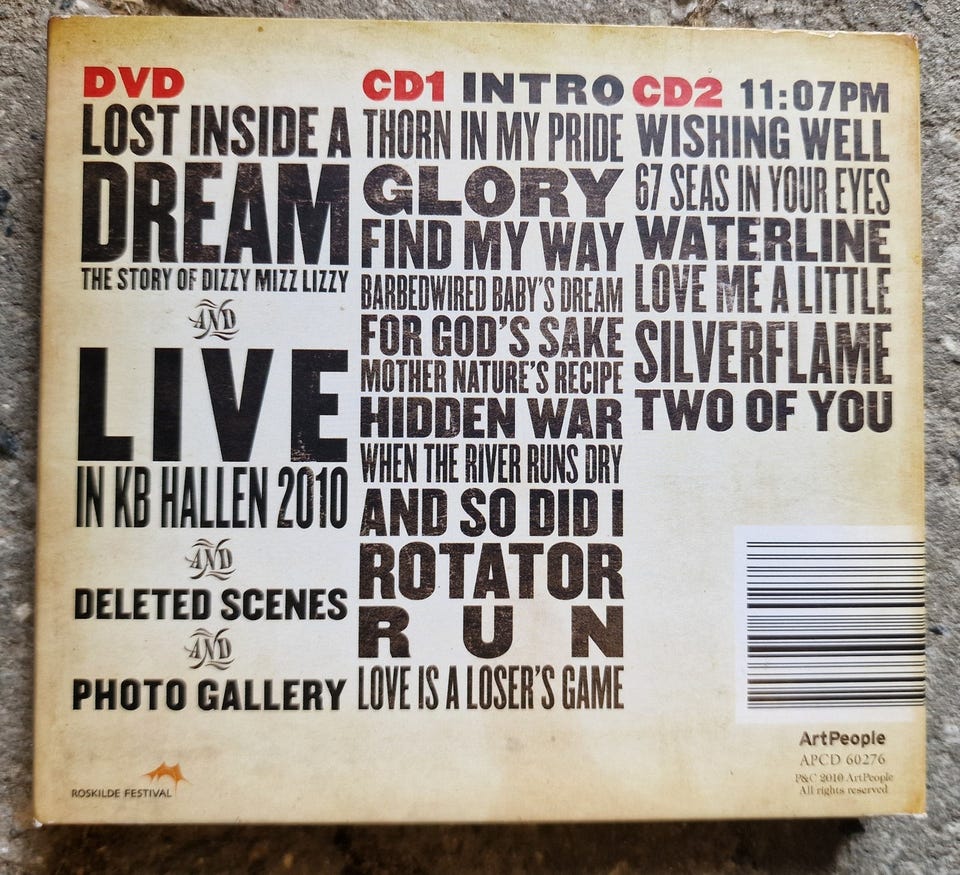 DVD
LOST INSIDE A
DREAM
THE STORY OF DIZZY MIZZ LIZZY
AND
LIVE
IN KB HALLEN 2010
AND
DELETED SCENES
AND
PHOTO GALLERY
ROSKILDE FESTIVAL
CD1 INTRO
THORN IN MY PRIDE
GLORY
FIND MY WAY
BARBEDWIRED BABY'S DREAM
FOR GOD'S SAKE
MOTHER NATURE'S RECIPE
HIDDEN WAR
WHEN THE RIVER RUNS DRY
AND SO DID I
ROTATOR
RUN
LOVE IS A LOSER'S GAME
CD2 11:07PM
WISHING WELL
67 SEAS IN YOUR EYES
WATERLINE
LOVE ME A LITTLE
SILVERFLAME
TWO OF YOU
ArtPeople
APCD 60276
P&C 2010 ArtPeople
All rights reserved